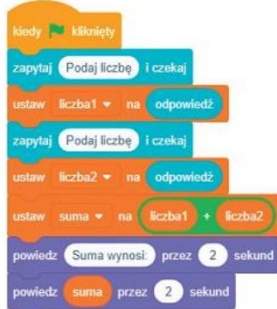 kiedy kliknięty
zapytaj Podaj liczbę i czekaj
ustaw liczba1 na odpowiedź
zapytaj Podaj liczbę i czekaj
ustaw liczba2 na odpowiedź
ustaw suma na liczba1 + liczba2
powiedz Suma wynosi: przez 2 sekund
powiedz suma przez 2 sekund